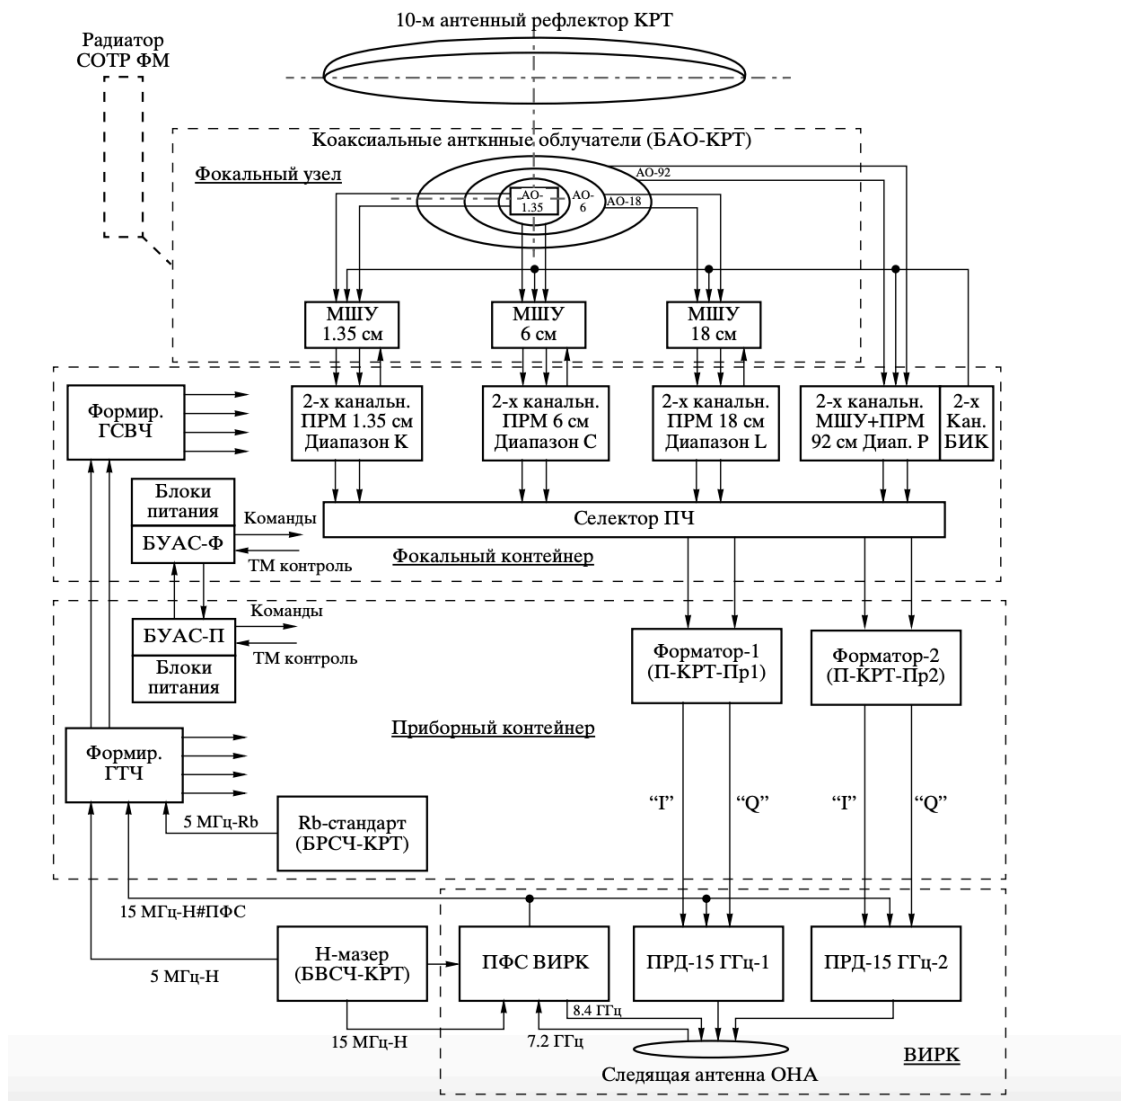 10-м антенный рефлектор КРТ
Радиатор
СОТР ФМ
Коаксиальные анткнные облучатели (БАО-КРТ)
Фокальный узел
АО-92
АО-
1.35
АО-
6
АО-18
МШУ
1.35 см
МШУ
6 см
МШУ
18 см
Формир.
ГСВЧ
2-х канальн.
ПРМ 1.35 см
Диапазон K
2-х канальн.
ПРМ 6 см
Диапазон C
2-х канальн.
ПРМ 18 см
Диапазон L
2-х канальн.
МШУ+ПРМ
92 см Диап. P
2-х
Кан.
БИК
Блоки
питания
БУАС-Ф
Команды
ТМ контроль
Селектор ПЧ
Фокальный контейнер
БУАС-П
Блоки
питания
Команды
ТМ контроль
Форматор-1
(П-КРТ-Пр1)
Форматор-2
(П-КРТ-Пр2)
Приборный контейнер
Формир.
ГТЧ
“I”
“Q”
“I”
“Q”
5 МГц-Rb
Rb-стандарт
(БРСЧ-КРТ)
15 МГц-Н#ПФС
Н-мазер
(БВСЧ-КРТ)
ПФС ВИРК
ПРД-15 ГГц-1
ПРД-15 ГГц-2
5 МГц-Н
15 МГц-Н
8.4 ГГц
7.2 ГГц
ВИРК
Следящая антенна ОНА